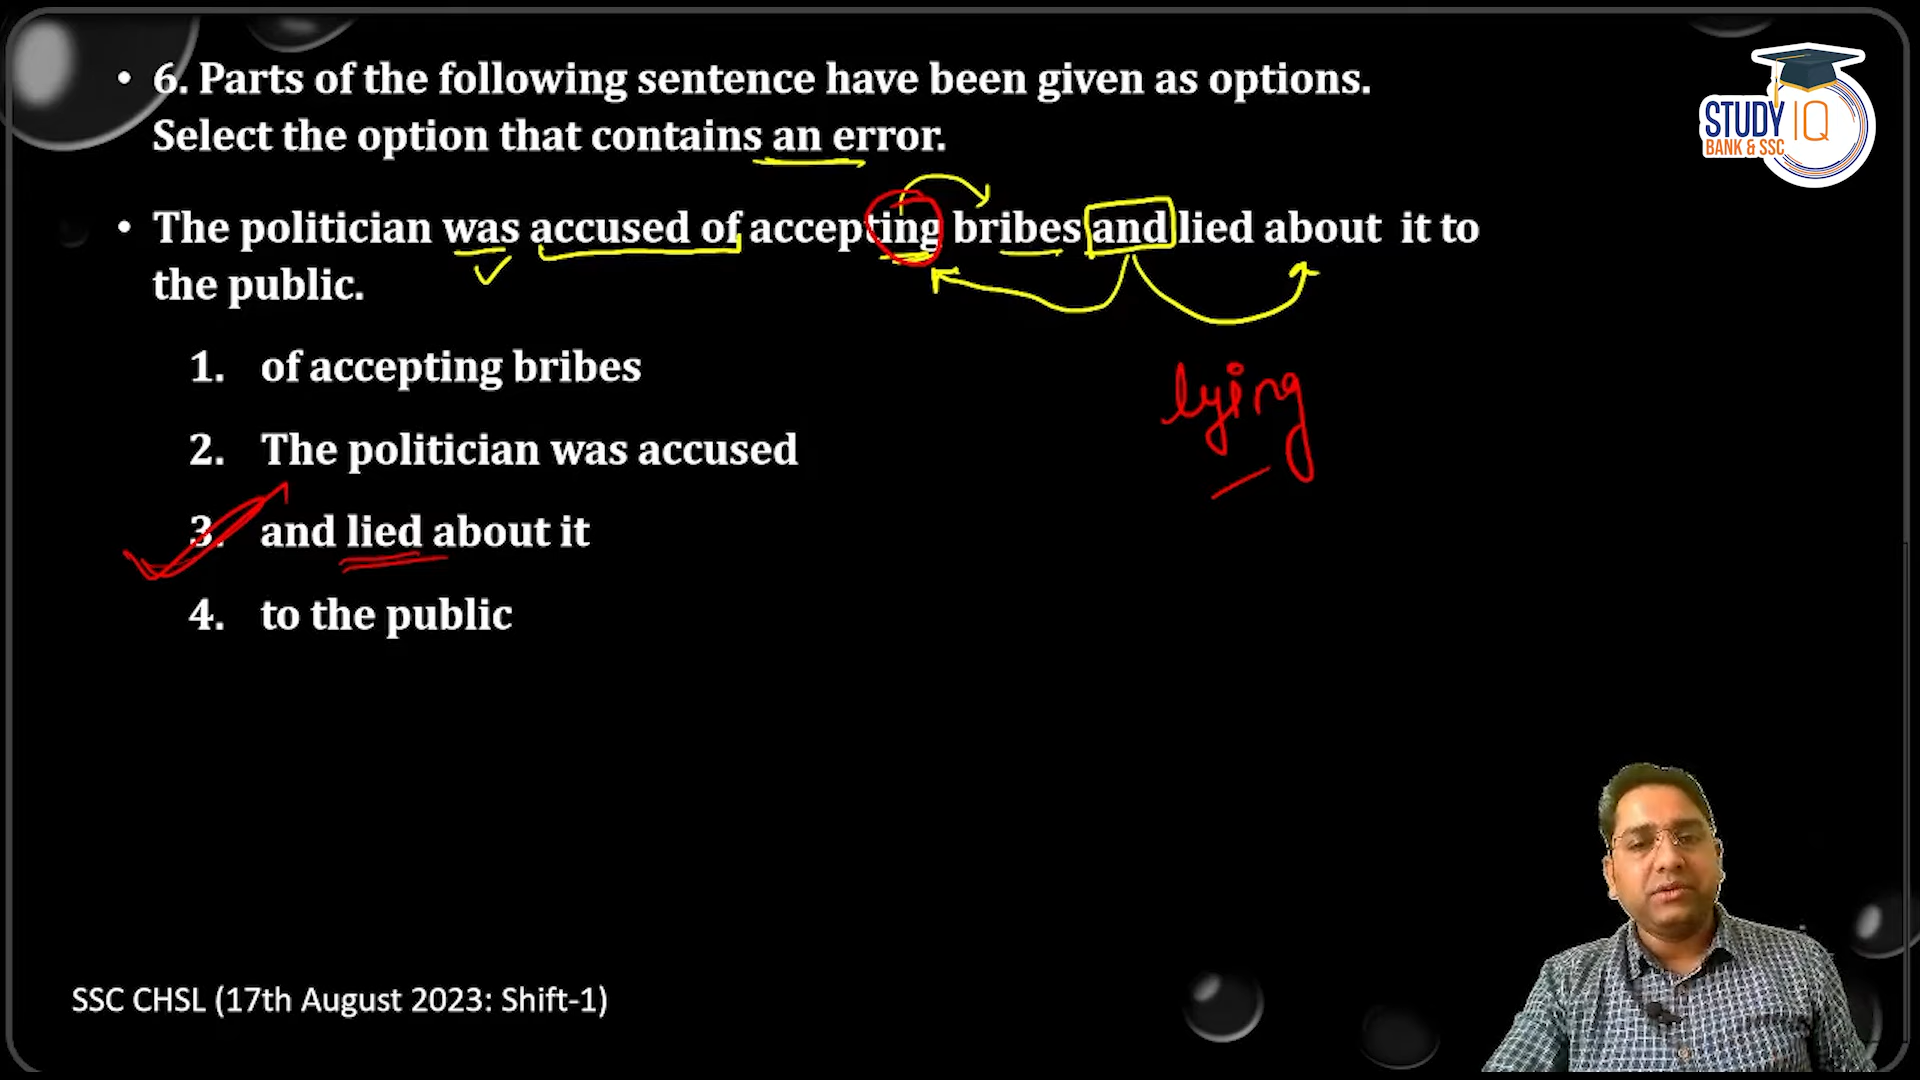 • 6. Parts of the following sentence have been given as options.
Select the option that contains an error.
STUDY IQ
BANK & SSC
• The politician was accused of accepting bribes and lied about it to
the public.
1. of accepting bribes
lying
2. The politician was accused
3. and lied about it
4. to the public
SSC CHSL (17th August 2023: Shift-1)